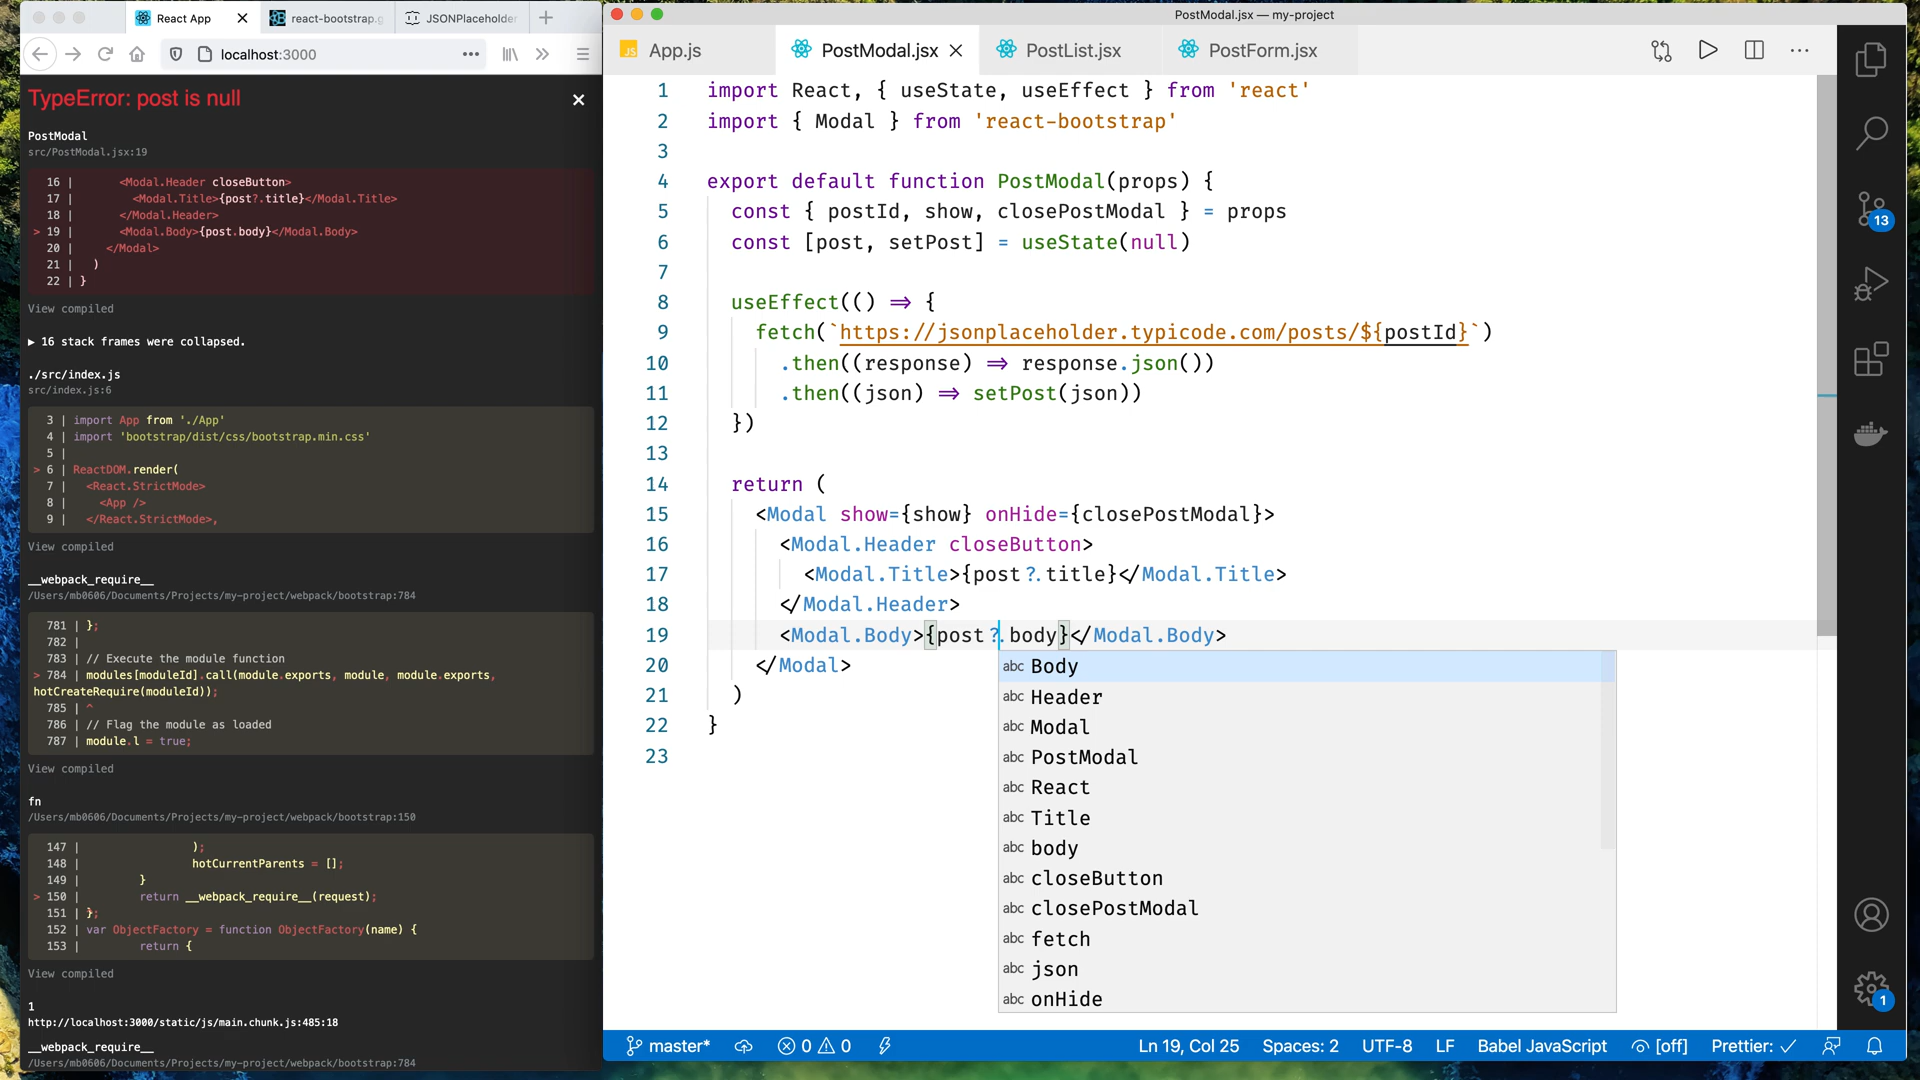 React App
react-bootstrap.g
JSONPlaceholder
localhost:3000
TypeError: post is null
PostModal
src/PostModal.jsx:19
16 | <Modal.Header closeButton>
17 | <Modal.Title>{post?.title}</Modal.Title>
18 | </Modal.Header>
> 19 | <Modal.Body>{post.body}</Modal.Body>
20 | </Modal>
21 | )
22 | }
View compiled
▶ 16 stack frames were collapsed.
./src/index.js
src/index.js:6
3 | import App from './App'
4 | import 'bootstrap/dist/css/bootstrap.min.css'
5 |
> 6 | ReactDOM.render(
7 | <React.StrictMode>
8 | <App />
9 | </React.StrictMode>,
View compiled
__webpack_require__
/Users/mb0606/Documents/Projects/my-project/webpack/bootstrap:784
781 | };
782 |
783 | // Execute the module function
> 784 | modules[moduleId].call(module.exports, module, module.exports,
hotCreateRequire(moduleId));
785 | ^
786 | // Flag the module as loaded
787 | module.l = true;
View compiled
fn
/Users/mb0606/Documents/Projects/my-project/webpack/bootstrap:150
147 | );
148 | hotCurrentParents = [];
149 | }
> 150 | return __webpack_require__(request);
151 | };
152 | var ObjectFactory = function ObjectFactory(name) {
153 | return {
View compiled
1
http://localhost:3000/static/js/main.chunk.js:485:18
__webpack_require__
/Users/mb0606/Documents/Projects/my-project/webpack/bootstrap:784
PostModal.jsx — my-project
JS App.js
PostModal.jsx
PostList.jsx
PostForm.jsx
1 import React, { useState, useEffect } from 'react'
2 import { Modal } from 'react-bootstrap'
3
4 export default function PostModal(props) {
5 const { postId, show, closePostModal } = props
6 const [post, setPost] = useState(null)
7
8 useEffect(() => {
9 fetch(`https://jsonplaceholder.typicode.com/posts/${postId}`)
10 .then((response) => response.json())
11 .then((json) => setPost(json))
12 })
13
14 return (
15 <Modal show={show} onHide={closePostModal}>
16 <Modal.Header closeButton>
17 <Modal.Title>{post?.title}</Modal.Title>
18 </Modal.Header>
19 <Modal.Body>{post?.body}</Modal.Body>
20 </Modal>
21 )
22 }
23
abc Body
abc Header
abc Modal
abc PostModal
abc React
abc Title
abc body
abc closeButton
abc closePostModal
abc fetch
abc json
abc onHide
13
1
master*
0
0
Ln 19, Col 25
Spaces: 2
UTF-8
LF
Babel JavaScript
[off]
Prettier: ✓